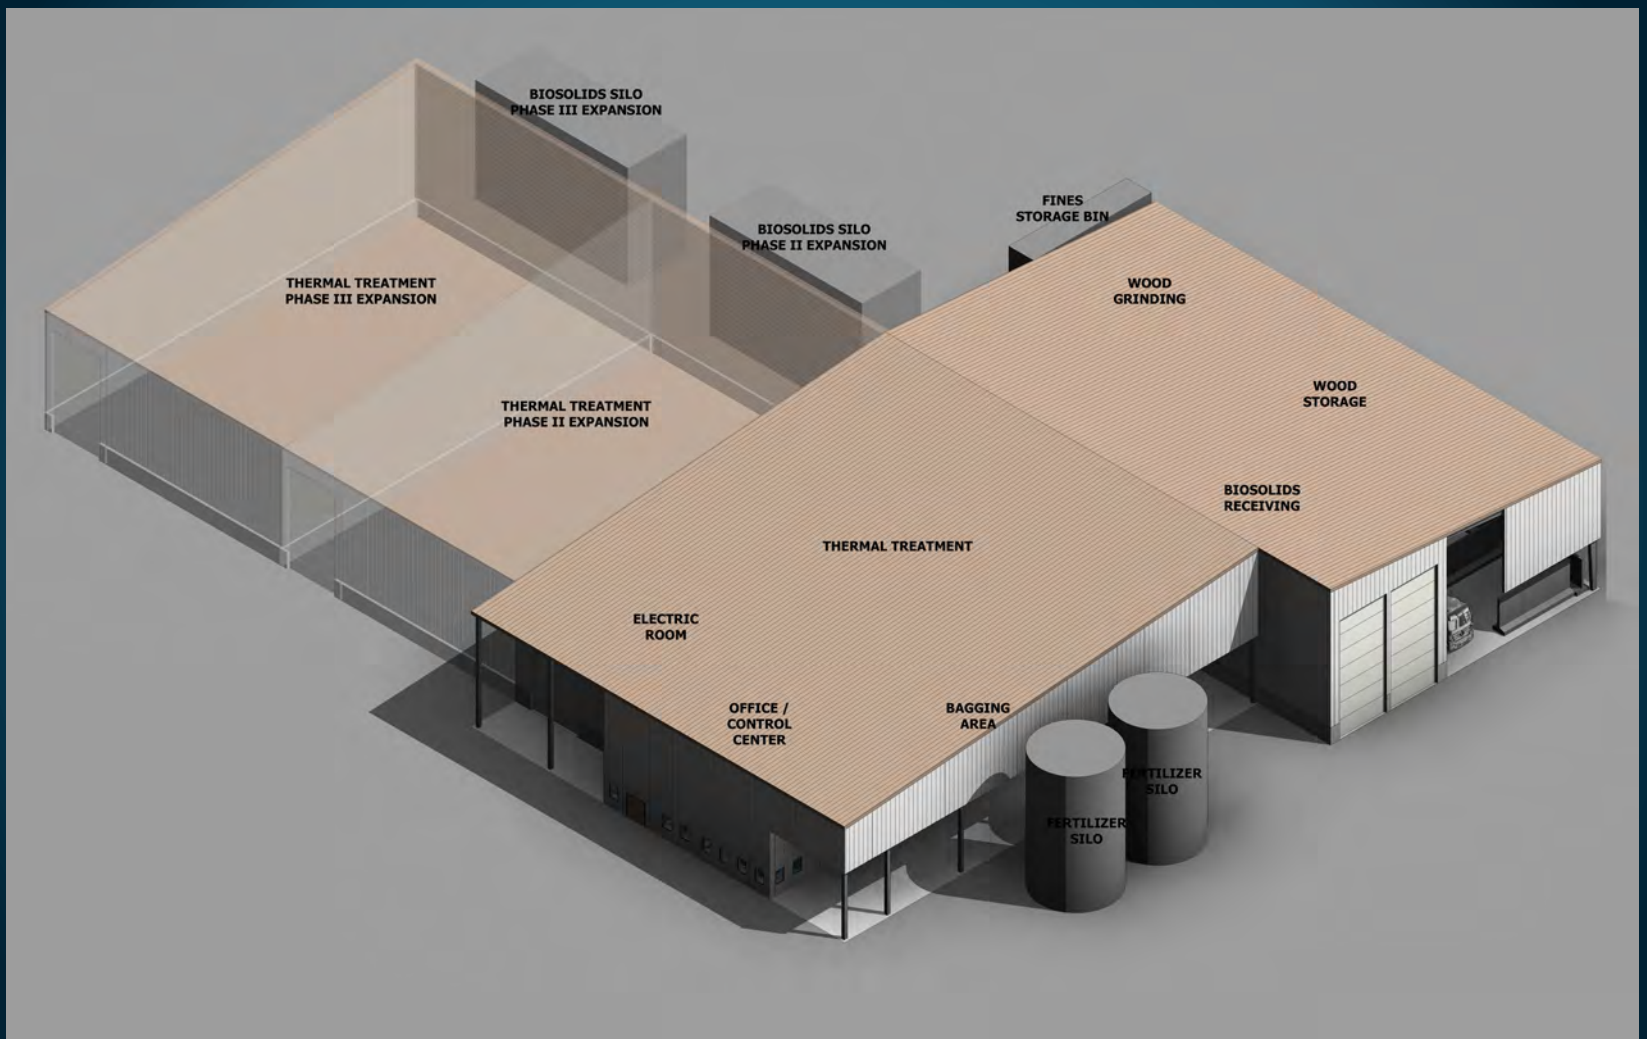 BIOSOLIDS SILO
PHASE III EXPANSION
FINES
STORAGE BIN
BIOSOLIDS SILO
PHASE II EXPANSION
THERMAL TREATMENT
PHASE III EXPANSION
WOOD
GRINDING
WOOD
STORAGE
THERMAL TREATMENT
PHASE II EXPANSION
BIOSOLIDS
RECEIVING
THERMAL TREATMENT
ELECTRIC
ROOM
OFFICE /
CONTROL
CENTER
BAGGING
AREA
FERTILIZER
SILO
FERTILIZER
SILO